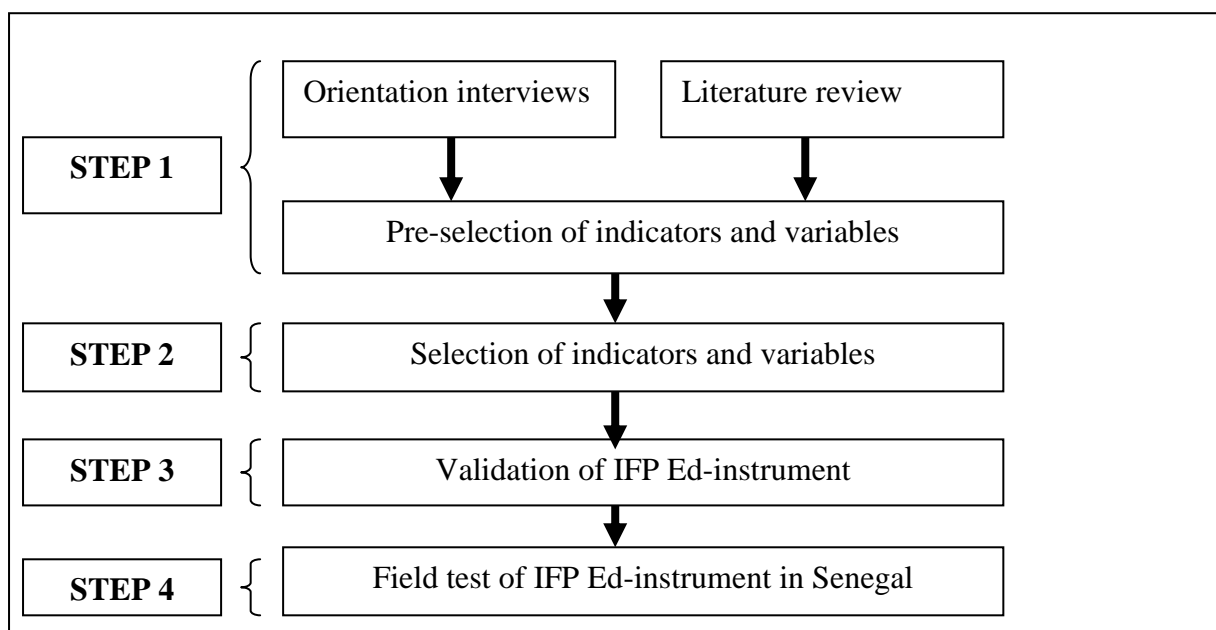 Orientation interviews
Literature review
STEP 1
Pre-selection of indicators and variables
STEP 2
Selection of indicators and variables
STEP 3
Validation of IFP Ed-instrument
STEP 4
Field test of IFP Ed-instrument in Senegal